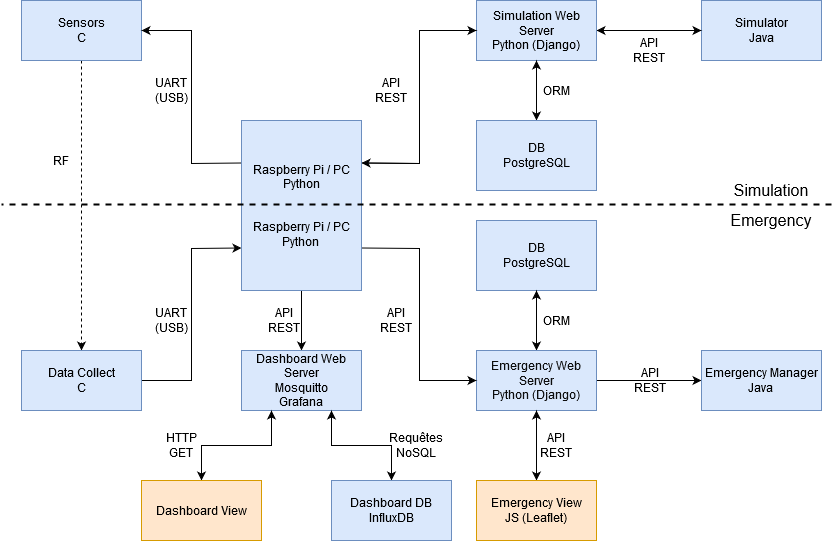 Sensors
C
Simulation Web
Server
Python (Django)
Simulator
Java
UART
(USB)
API
REST
API
REST
ORM
RF
Raspberry Pi / PC
Python
DB
PostgreSQL
Simulation
Emergency
Raspberry Pi / PC
Python
DB
PostgreSQL
UART
(USB)
API
REST
API
REST
ORM
Data Collect
C
Dashboard Web
Server
Mosquitto
Grafana
Emergency Web
Server
Python (Django)
API
REST
Emergency Manager
Java
HTTP
GET
Requêtes
NoSQL
API
REST
Dashboard View
Dashboard DB
InfluxDB
Emergency View
JS (Leaflet)